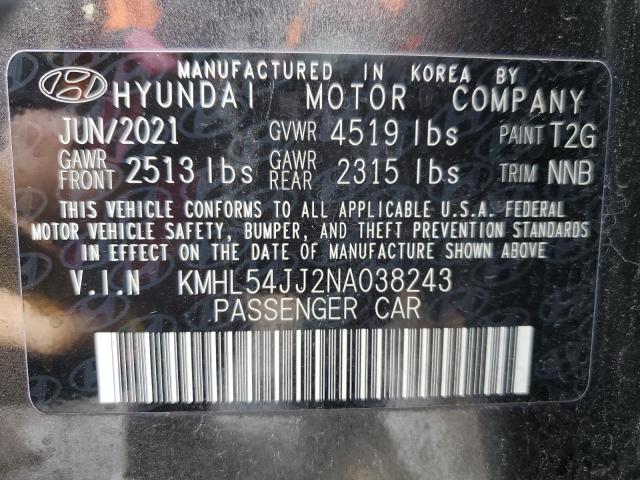 MANUFACTURED IN KOREA BY
HYUNDAI MOTOR COMPANY
JUN/2021 GVWR 4519 lbs PAINT T2G
GAWR FRONT 2513 lbs GAWR REAR 2315 lbs TRIM NNB
THIS VEHICLE CONFORMS TO ALL APPLICABLE U.S.A. FEDERAL
MOTOR VEHICLE SAFETY, BUMPER, AND THEFT PREVENTION STANDARDS
IN EFFECT ON THE DATE OF MANUFACTURE SHOWN ABOVE
V.I.N KMHL54JJ2NA038243
PASSENGER CAR